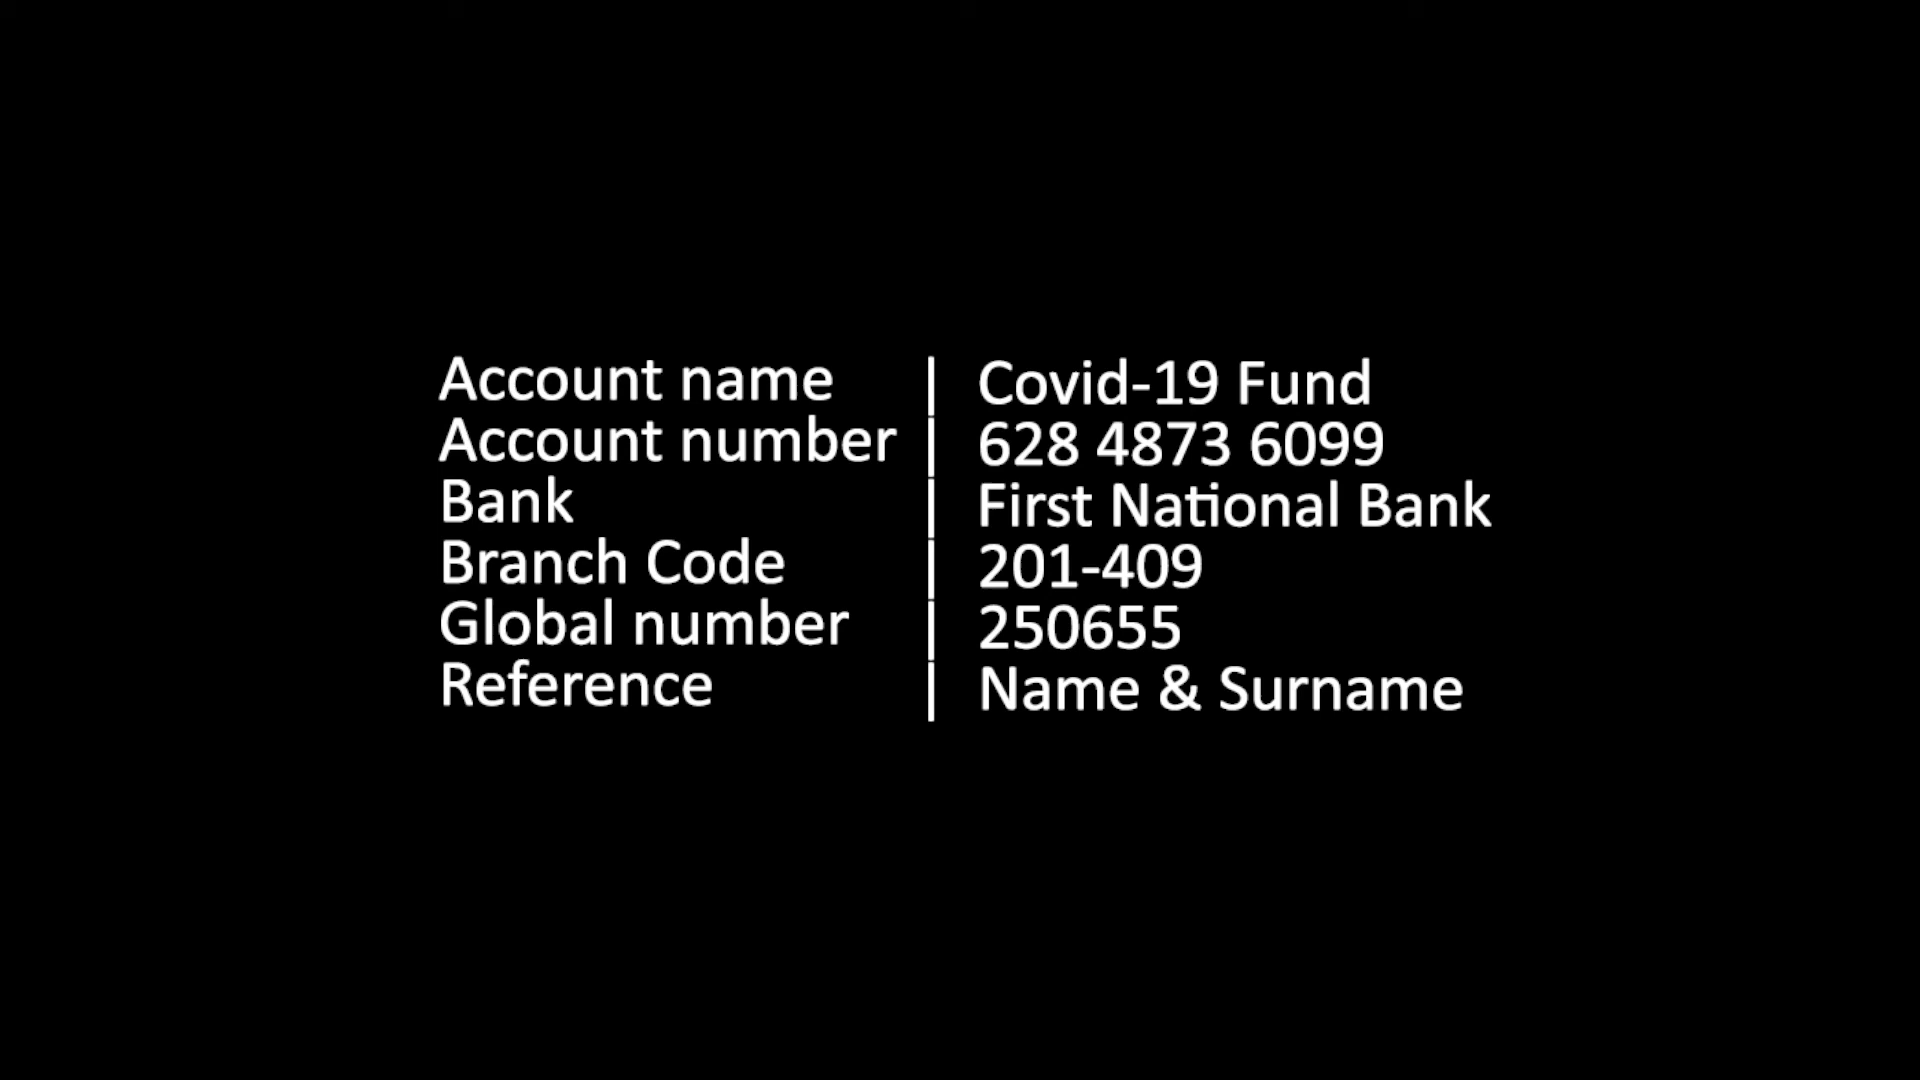 Account name | Covid-19 Fund
Account number | 628 4873 6099
Bank | First National Bank
Branch Code | 201-409
Global number | 250655
Reference | Name & Surname